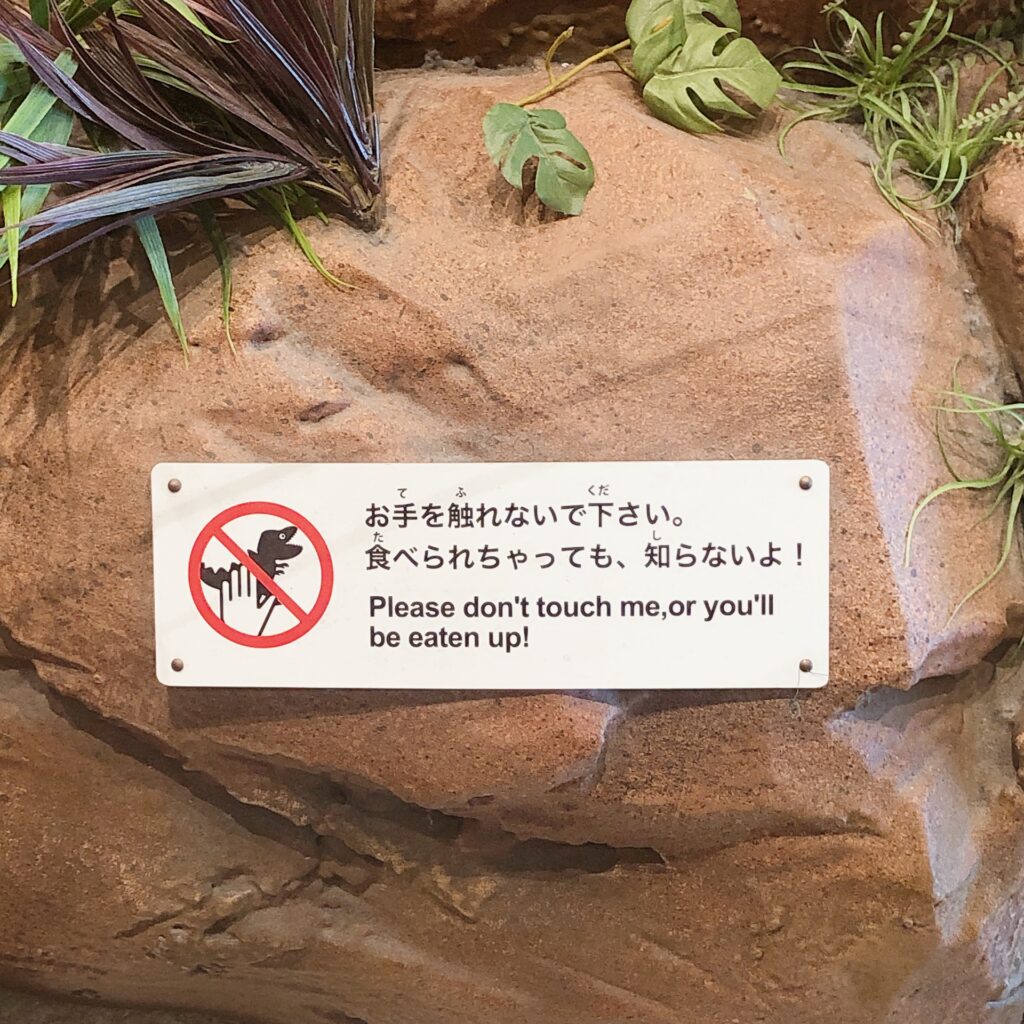 お手を触れないで下さい。
食べられちゃっても、知らないよ！
Please don't touch me,or you'll
be eaten up!